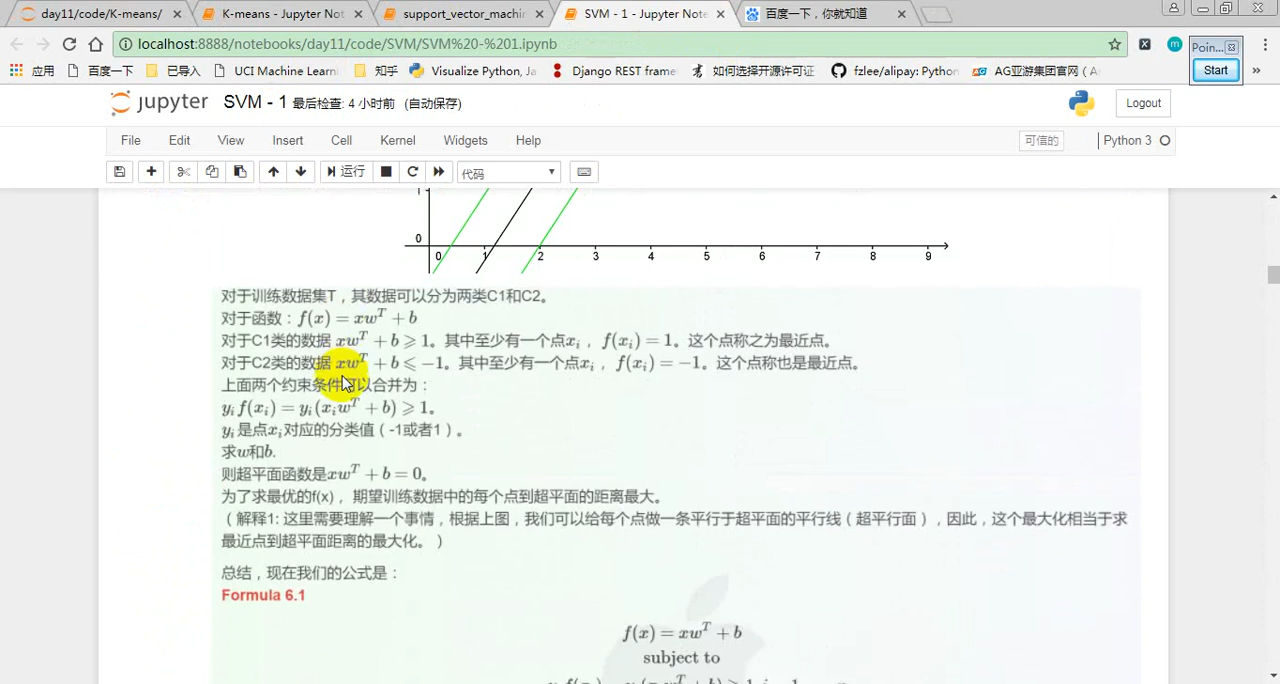 day11/code/K-means/
K-means - Jupyter Note
support_vector_machin
SVM - 1 - Jupyter Note
百度一下，你就知道
localhost:8888/notebooks/day11/code/SVM/SVM%20-%201.ipynb
X
m
Poin...
Start
应用
百度一下
已导入
UCI Machine Learni
知乎
Visualize Python, Ja
Django REST frame
如何选择开源许可证
fzlee/alipay: Python
AG亚游集团官网（A
»
jupyter
SVM - 1 最后检查: 4 小时前 (自动保存)
Logout
File Edit View Insert Cell Kernel Widgets Help
可信的
Python 3
运行
代码
1
0
0 1 2 3 4 5 6 7 8 9
对于训练数据集T，其数据可以分为两类C1和C2。
对于函数：f(x) = xw^T + b
对于C1类的数据 xw^T + b ⩾ 1。其中至少有一个点x_i， f(x_i) = 1。这个点称之为最近点。
对于C2类的数据 xw^T + b ⩽ −1。其中至少有一个点x_i， f(x_i) = −1。这个点称也是最近点。
上面两个约束条件可以合并为：
y_i f(x_i) = y_i(x_i w^T + b) ⩾ 1。
y_i是点x_i对应的分类值（-1或者1）。
求w和b.
则超平面函数是xw^T + b = 0。
为了求最优的f(x)， 期望训练数据中的每个点到超平面的距离最大。
（解释1: 这里需要理解一个事情，根据上图，我们可以给每个点做一条平行于超平面的平行线（超平行面），因此，这个最大化相当于求
最近点到超平面距离的最大化。）
总结，现在我们的公式是：
Formula 6.1
f(x) = xw^T + b
subject to